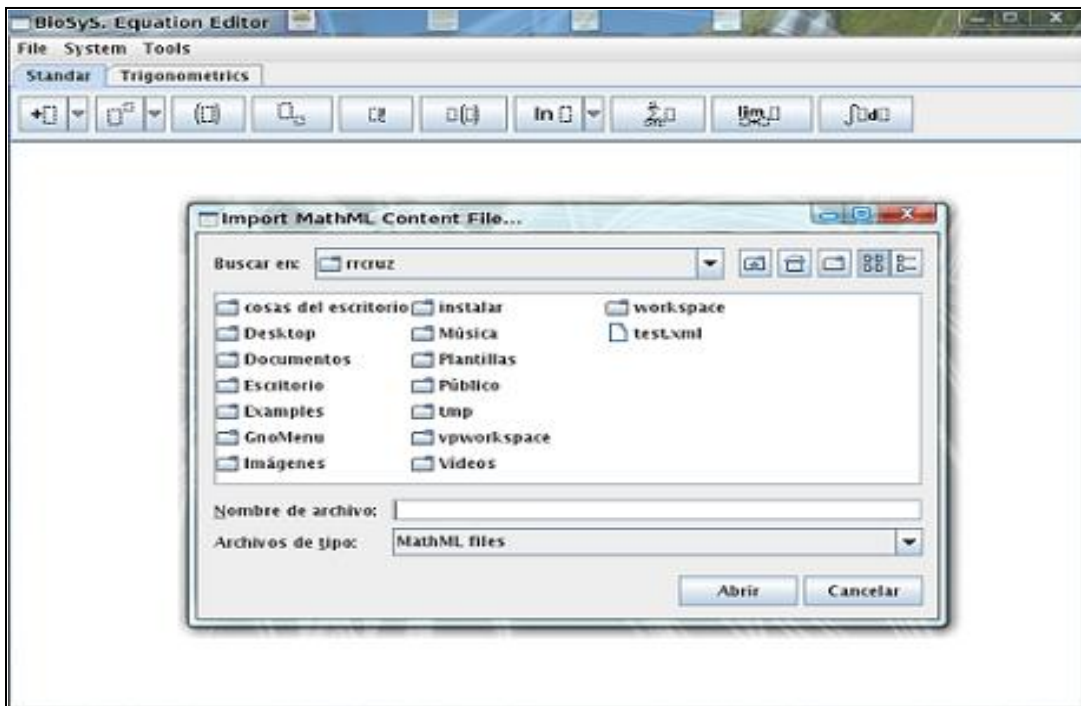 BioSyS. Equation Editor
File System Tools
Standar Trigonometrics
ln lim d
Import MathML Content File...
Buscar en: rrcruz
cosas del escritorio instalar workspace
Desktop Música test.xml
Documentos Plantillas
Escritorio Público
Examples tmp
GnoMenu vpworkspace
Imágenes Vídeos
Nombre de archivo:
Archivos de tipo: MathML files
Abrir Cancelar